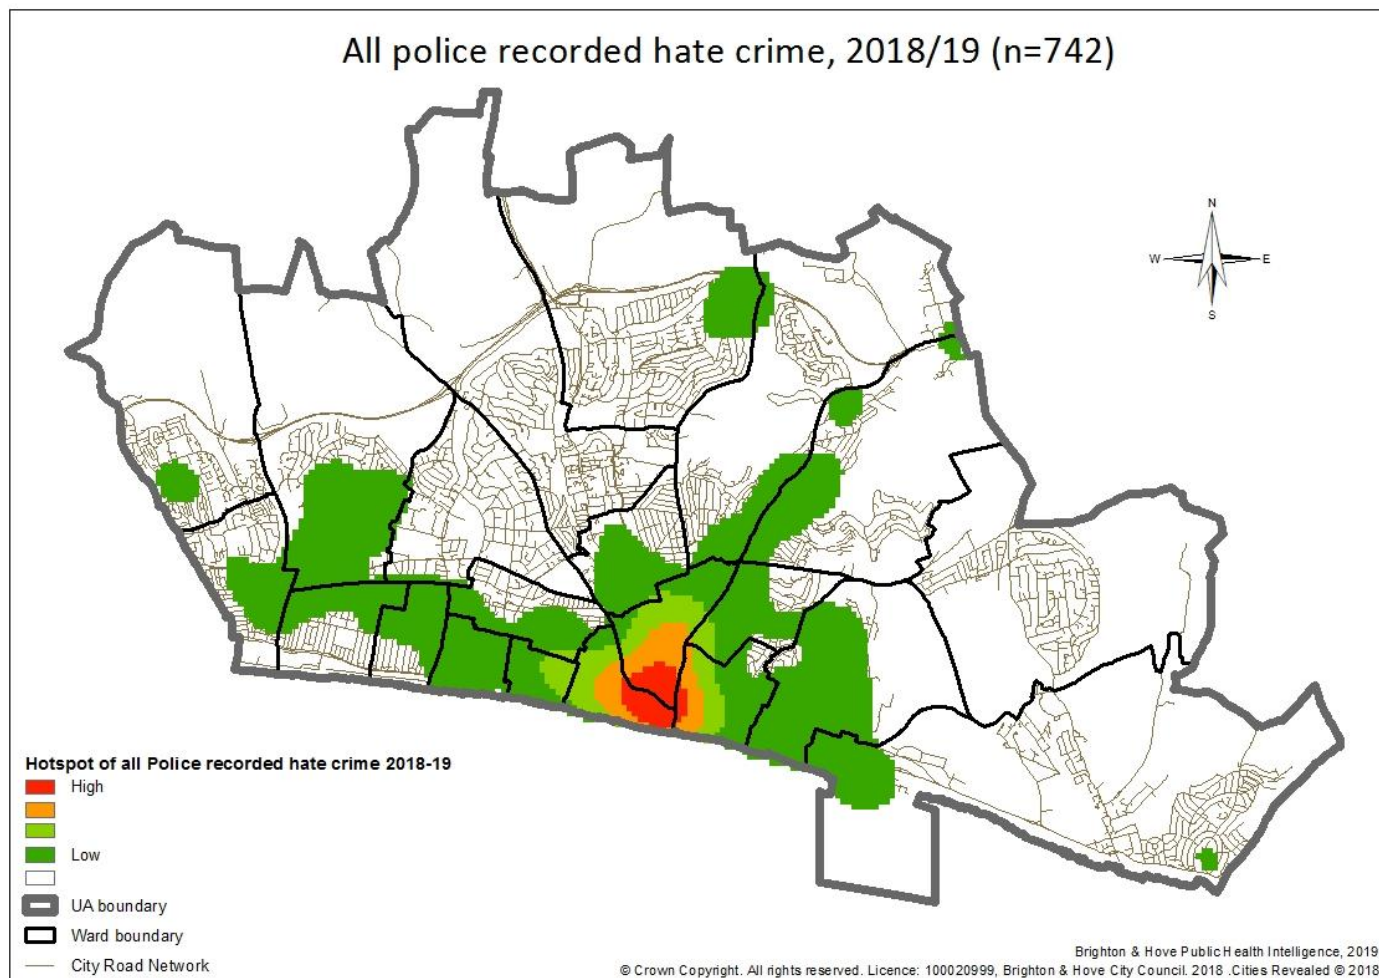 All police recorded hate crime, 2018/19 (n=742)
N
W
E
S
Hotspot of all Police recorded hate crime 2018-19
High
Low
UA boundary
Ward boundary
City Road Network
Brighton & Hove Public Health Intelligence, 2019
© Crown Copyright. All rights reserved. Licence: 100020999, Brighton & Hove City Council. 2018 .Cities Revealed © 2018